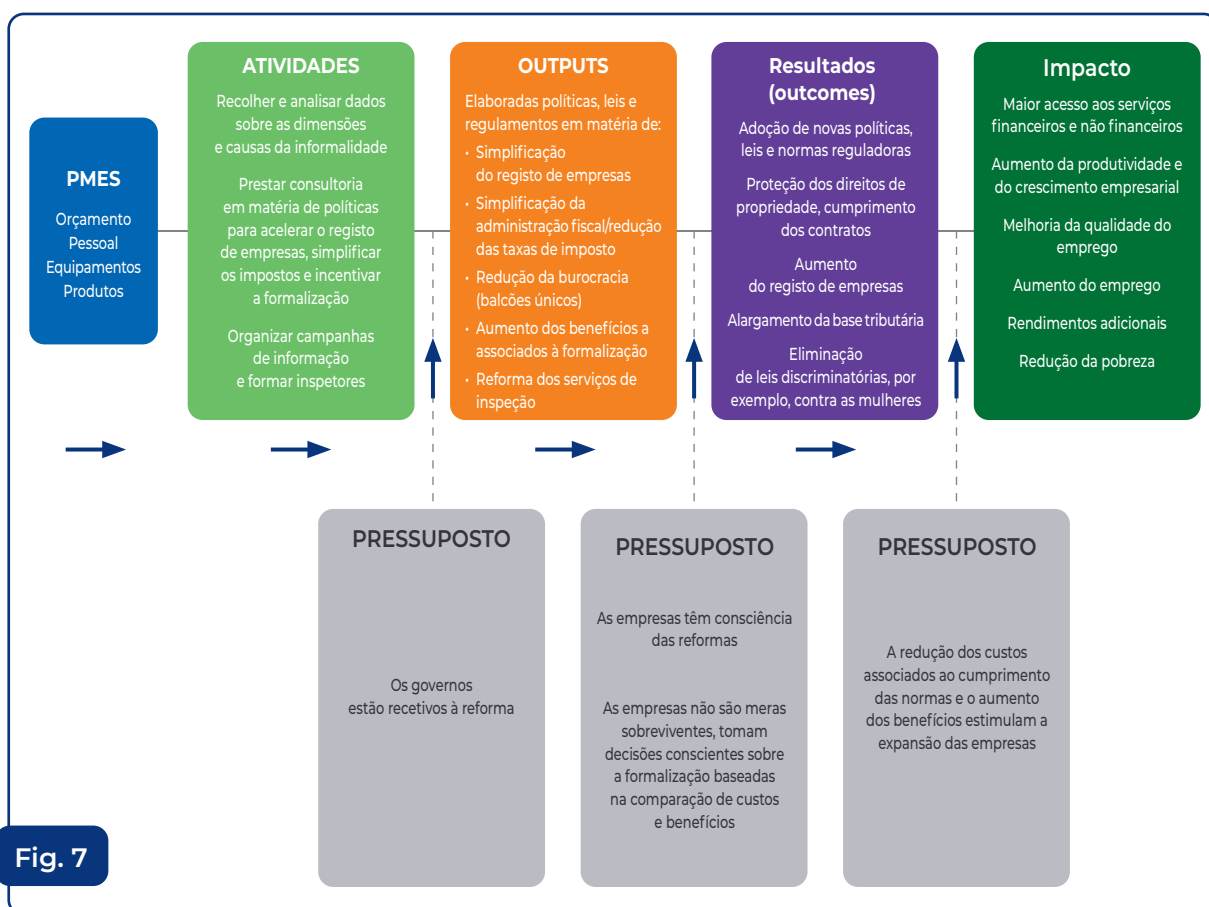 PMES
Orçamento
Pessoal
Equipamentos
Produtos
ATIVIDADES
Recolher e analisar dados
sobre as dimensões
e causas da informalidade
Prestar consultoria
em matéria de políticas
para acelerar o registo
de empresas, simplificar
os impostos e incentivar
a formalização
Organizar campanhas
de informação
e formar inspetores
OUTPUTS
Elaboradas políticas, leis e
regulamentos em matéria de:
• Simplificação
do registo de empresas
• Simplificação da
administração fiscal/redução
das taxas de imposto
• Redução da burocracia
(balcões únicos)
• Aumento dos benefícios a
associados à formalização
• Reforma dos serviços de
inspeção
Resultados
(outcomes)
Adoção de novas políticas,
leis e normas reguladoras
Proteção dos direitos de
propriedade, cumprimento
dos contratos
Aumento
do registo de empresas
Alargamento da base tributária
Eliminação
de leis discriminatórias, por
exemplo, contra as mulheres
Impacto
Maior acesso aos serviços
financeiros e não financeiros
Aumento da produtividade e
do crescimento empresarial
Melhoria da qualidade do
emprego
Aumento do emprego
Rendimentos adicionais
Redução da pobreza
PRESSUPOSTO
Os governos
estão recetivos à reforma
PRESSUPOSTO
As empresas têm consciência
das reformas
As empresas não são meras
sobreviventes, tomam
decisões conscientes sobre
a formalização baseadas
na comparação de custos
e benefícios
PRESSUPOSTO
A redução dos custos
associados ao cumprimento
das normas e o aumento
dos benefícios estimulam a
expansão das empresas
Fig. 7